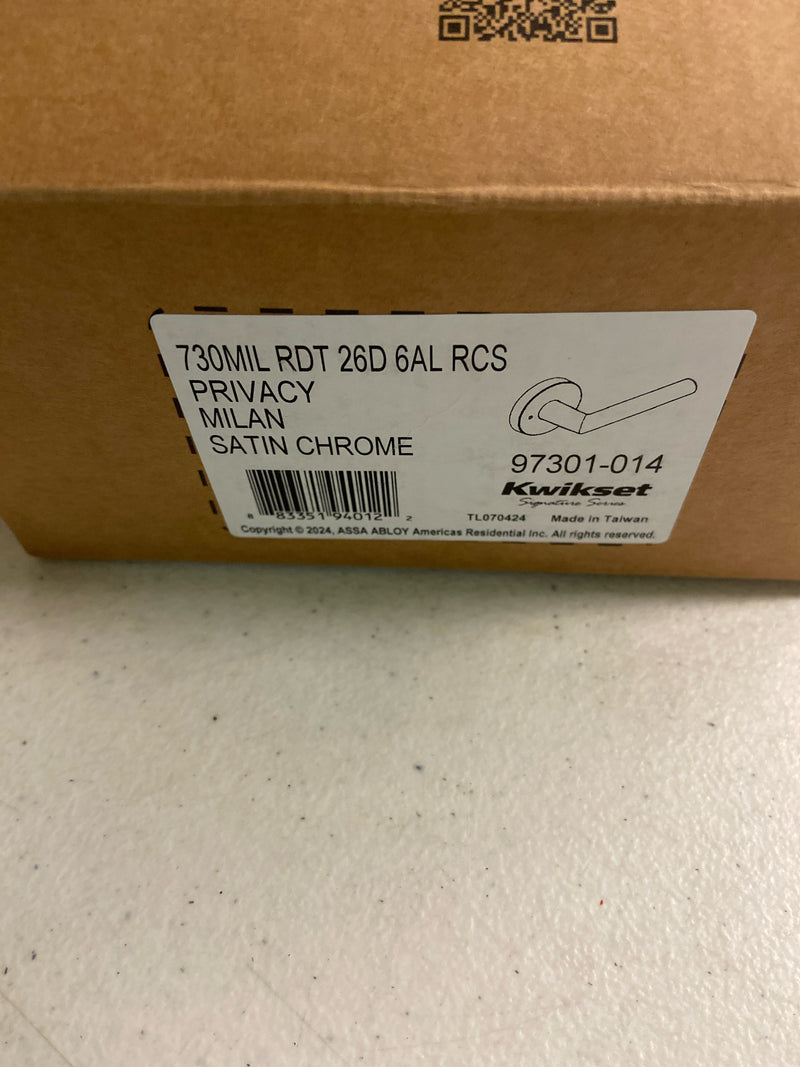 730MIL RDT 26D 6AL RCS
PRIVACY
MILAN
SATIN CHROME
97301-014
Kwikset
Signature Series
8 83351 94012 2
TL070424 Made in Taiwan
Copyright © 2024, ASSA ABLOY Americas Residential Inc. All rights reserved.